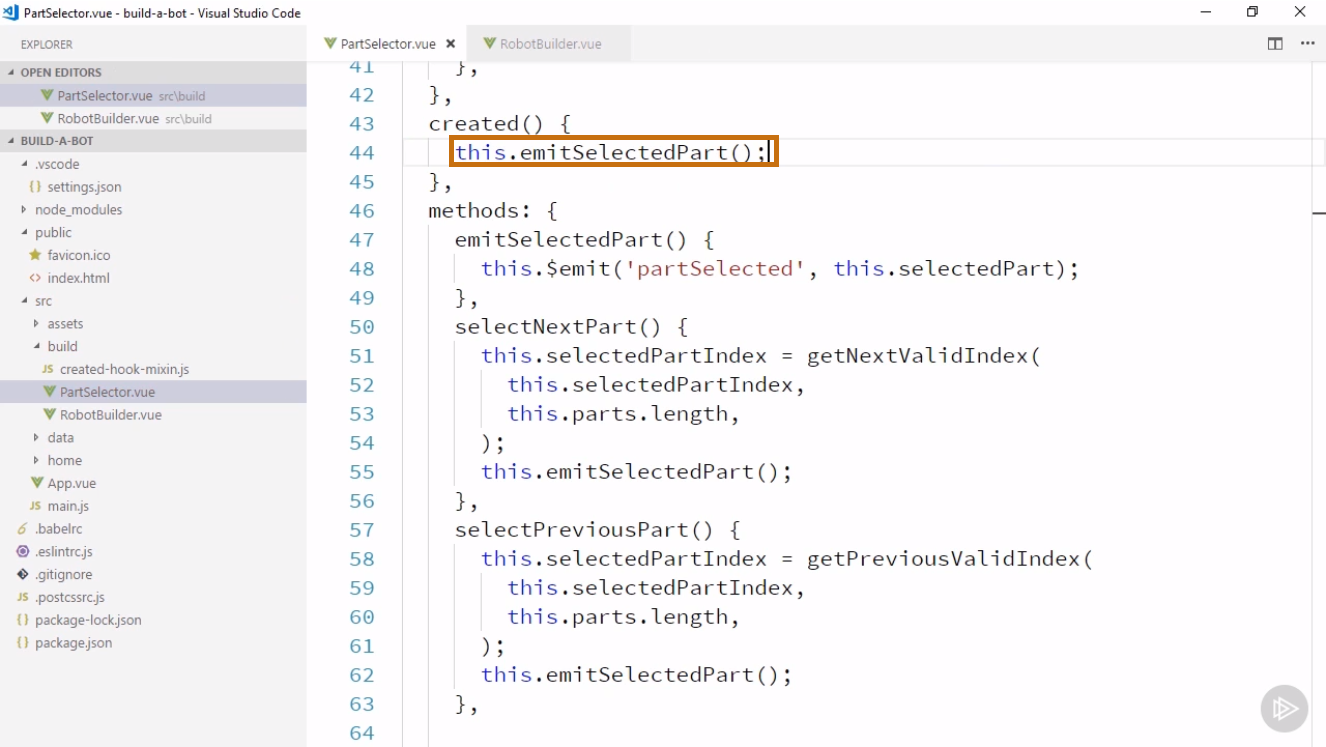 PartSelector.vue - build-a-bot - Visual Studio Code
EXPLORER
OPEN EDITORS
PartSelector.vue src\build
RobotBuilder.vue src\build
BUILD-A-BOT
.vscode
{} settings.json
node_modules
public
favicon.ico
<> index.html
src
assets
build
JS created-hook-mixin.js
PartSelector.vue
RobotBuilder.vue
data
home
App.vue
JS main.js
.babelrc
.eslintrc.js
.gitignore
JS .postcssrc.js
{} package-lock.json
{} package.json
PartSelector.vue
RobotBuilder.vue
41 },
42 },
43 created() {
44 this.emitSelectedPart();
45 },
46 methods: {
47 emitSelectedPart() {
48 this.$emit('partSelected', this.selectedPart);
49 },
50 selectNextPart() {
51 this.selectedPartIndex = getNextValidIndex(
52 this.selectedPartIndex,
53 this.parts.length,
54 );
55 this.emitSelectedPart();
56 },
57 selectPreviousPart() {
58 this.selectedPartIndex = getPreviousValidIndex(
59 this.selectedPartIndex,
60 this.parts.length,
61 );
62 this.emitSelectedPart();
63 },
64